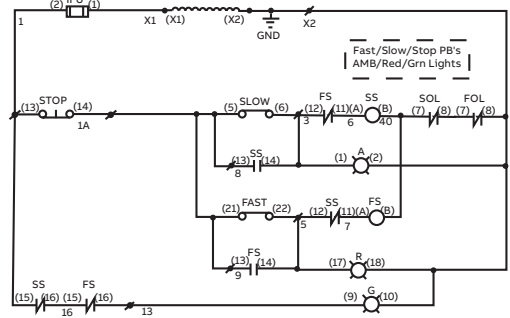 (2) (1)
1 X1 (X1) (X2) X2
GND
Fast/Slow/Stop PB's
AMB/Red/Grn Lights
STOP SLOW FS SS SOL FOL
(13) (14) (5) (6) (12) (11)(A) (B) (7) (8) (7) (8)
1A 3 6 40
SS A
(13) (14) (1) (2)
8
FAST SS FS
(21) (22) (12) (11)(A) (B)
5 7
FS R
(13) (14) (17) (18)
9
SS FS G
(15) (16) (15) (16) (9) (10)
16 13